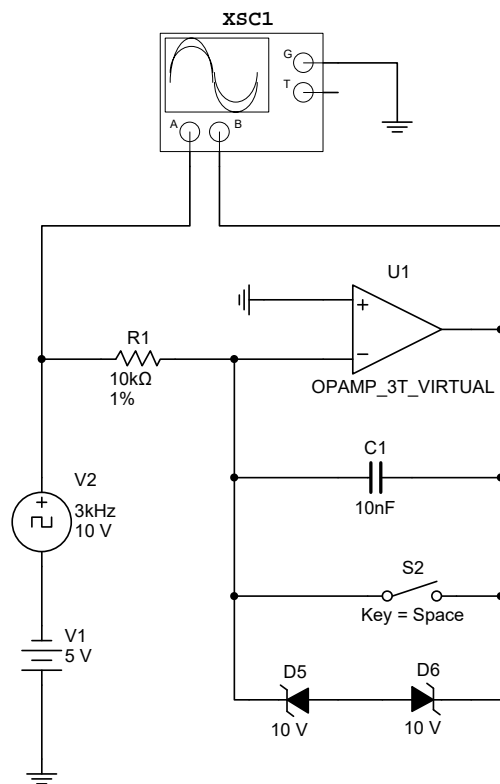 XSC1
G
T
A
B
U1
+
−
OPAMP_3T_VIRTUAL
R1
10kΩ
1%
C1
10nF
V2
+
3kHz
10 V
S2
Key = Space
V1
5 V
D5
10 V
D6
10 V